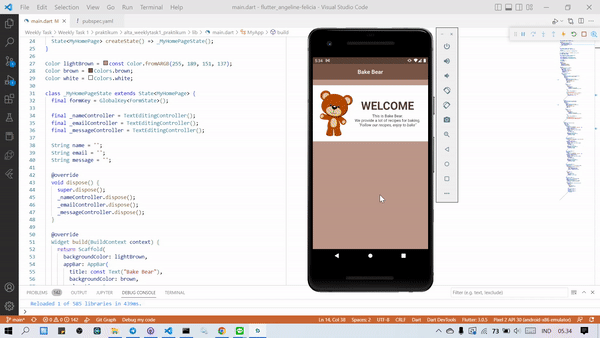 File Edit Selection View Go Run Terminal Help
main.dart - flutter_angeline-felicia - Visual Studio Code
main.dart M
pubspec.yaml
Weekly Task > Weekly Task 1 > praktikum > alta_weeklytask1_praktikum > lib > main.dart > MyApp > build
24 State<MyHomePage> createState() => _MyHomePageState();
25 }
26
27 Color lightBrown = const Color.fromARGB(255, 189, 151, 137);
28 Color brown = Colors.brown;
29 Color white = Colors.white;
30
31 class _MyHomePageState extends State<MyHomePage> {
32 final formKey = GlobalKey<FormState>();
33
34 final _nameController = TextEditingController();
35 final _emailController = TextEditingController();
36 final _messageController = TextEditingController();
37
38 String name = "";
39 String email = "";
40 String message = "";
41
42 @override
43 void dispose() {
44 super.dispose();
45 _nameController.dispose();
46 _emailController.dispose();
47 _messageController.dispose();
48 }
49
50 @override
51 Widget build(BuildContext context) {
52 return Scaffold(
53 backgroundColor: lightBrown,
54 appBar: AppBar(
55 title: const Text("Bake Bear"),
56 backgroundColor: brown,
5:34
Bake Bear
WELCOME
This is Bake Bear
We provide a lot of recipes for baking
"Follow our recipes, enjoy to bake"
PROBLEMS 142 OUTPUT JUPYTER DEBUG CONSOLE TERMINAL
Filter (e.g. text, !exclude)
Reloaded 1 of 585 libraries in 439ms.
main 0 0 142 Git Graph Debug my code
Ln 14, Col 38 Spaces: 2 UTF-8 CRLF Dart Dart DevTools Flutter: 3.0.5 Pixel 2 API 30 (android-x86 emulator)
73
IND
05.34